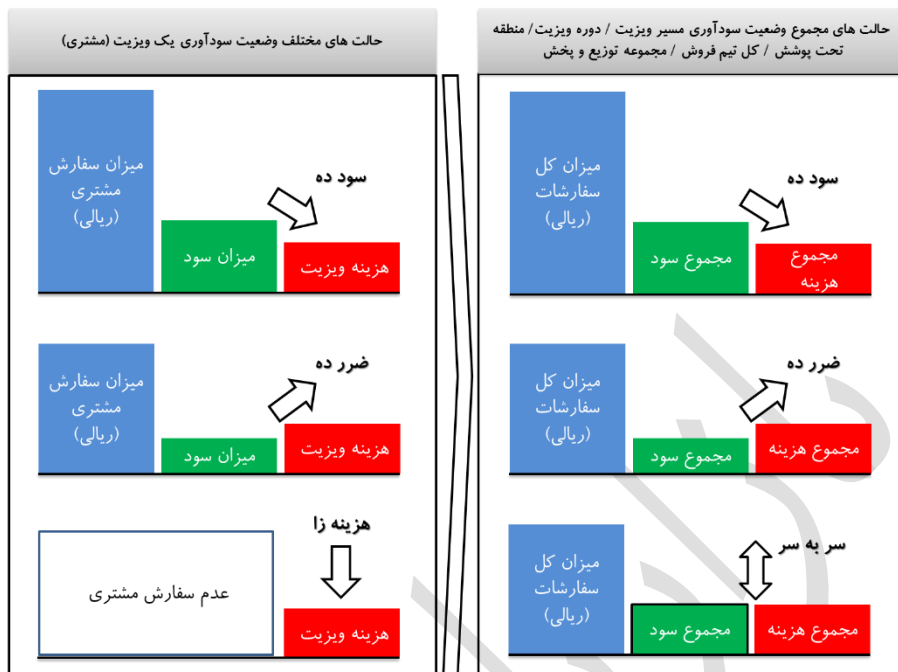 حالت های مجموع وضعیت سودآوری مسیر ویزیت / دوره ویزیت/ منطقه
تحت پوشش / کل تیم فروش / مجموعه توزیع و پخش
میزان کل
سفارشات
(ریالی)
سود ده
مجموع سود
مجموع
هزینه
میزان کل
سفارشات
(ریالی)
ضرر ده
مجموع سود
مجموع هزینه
میزان کل
سفارشات
(ریالی)
سر به سر
مجموع سود
مجموع هزینه
حالت های مختلف وضعیت سودآوری یک ویزیت (مشتری)
میزان سفارش
مشتری
(ریالی)
سود ده
میزان سود
هزینه ویزیت
میزان سفارش
مشتری
(ریالی)
ضرر ده
میزان سود
هزینه ویزیت
عدم سفارش مشتری
هزینه زا
هزینه ویزیت